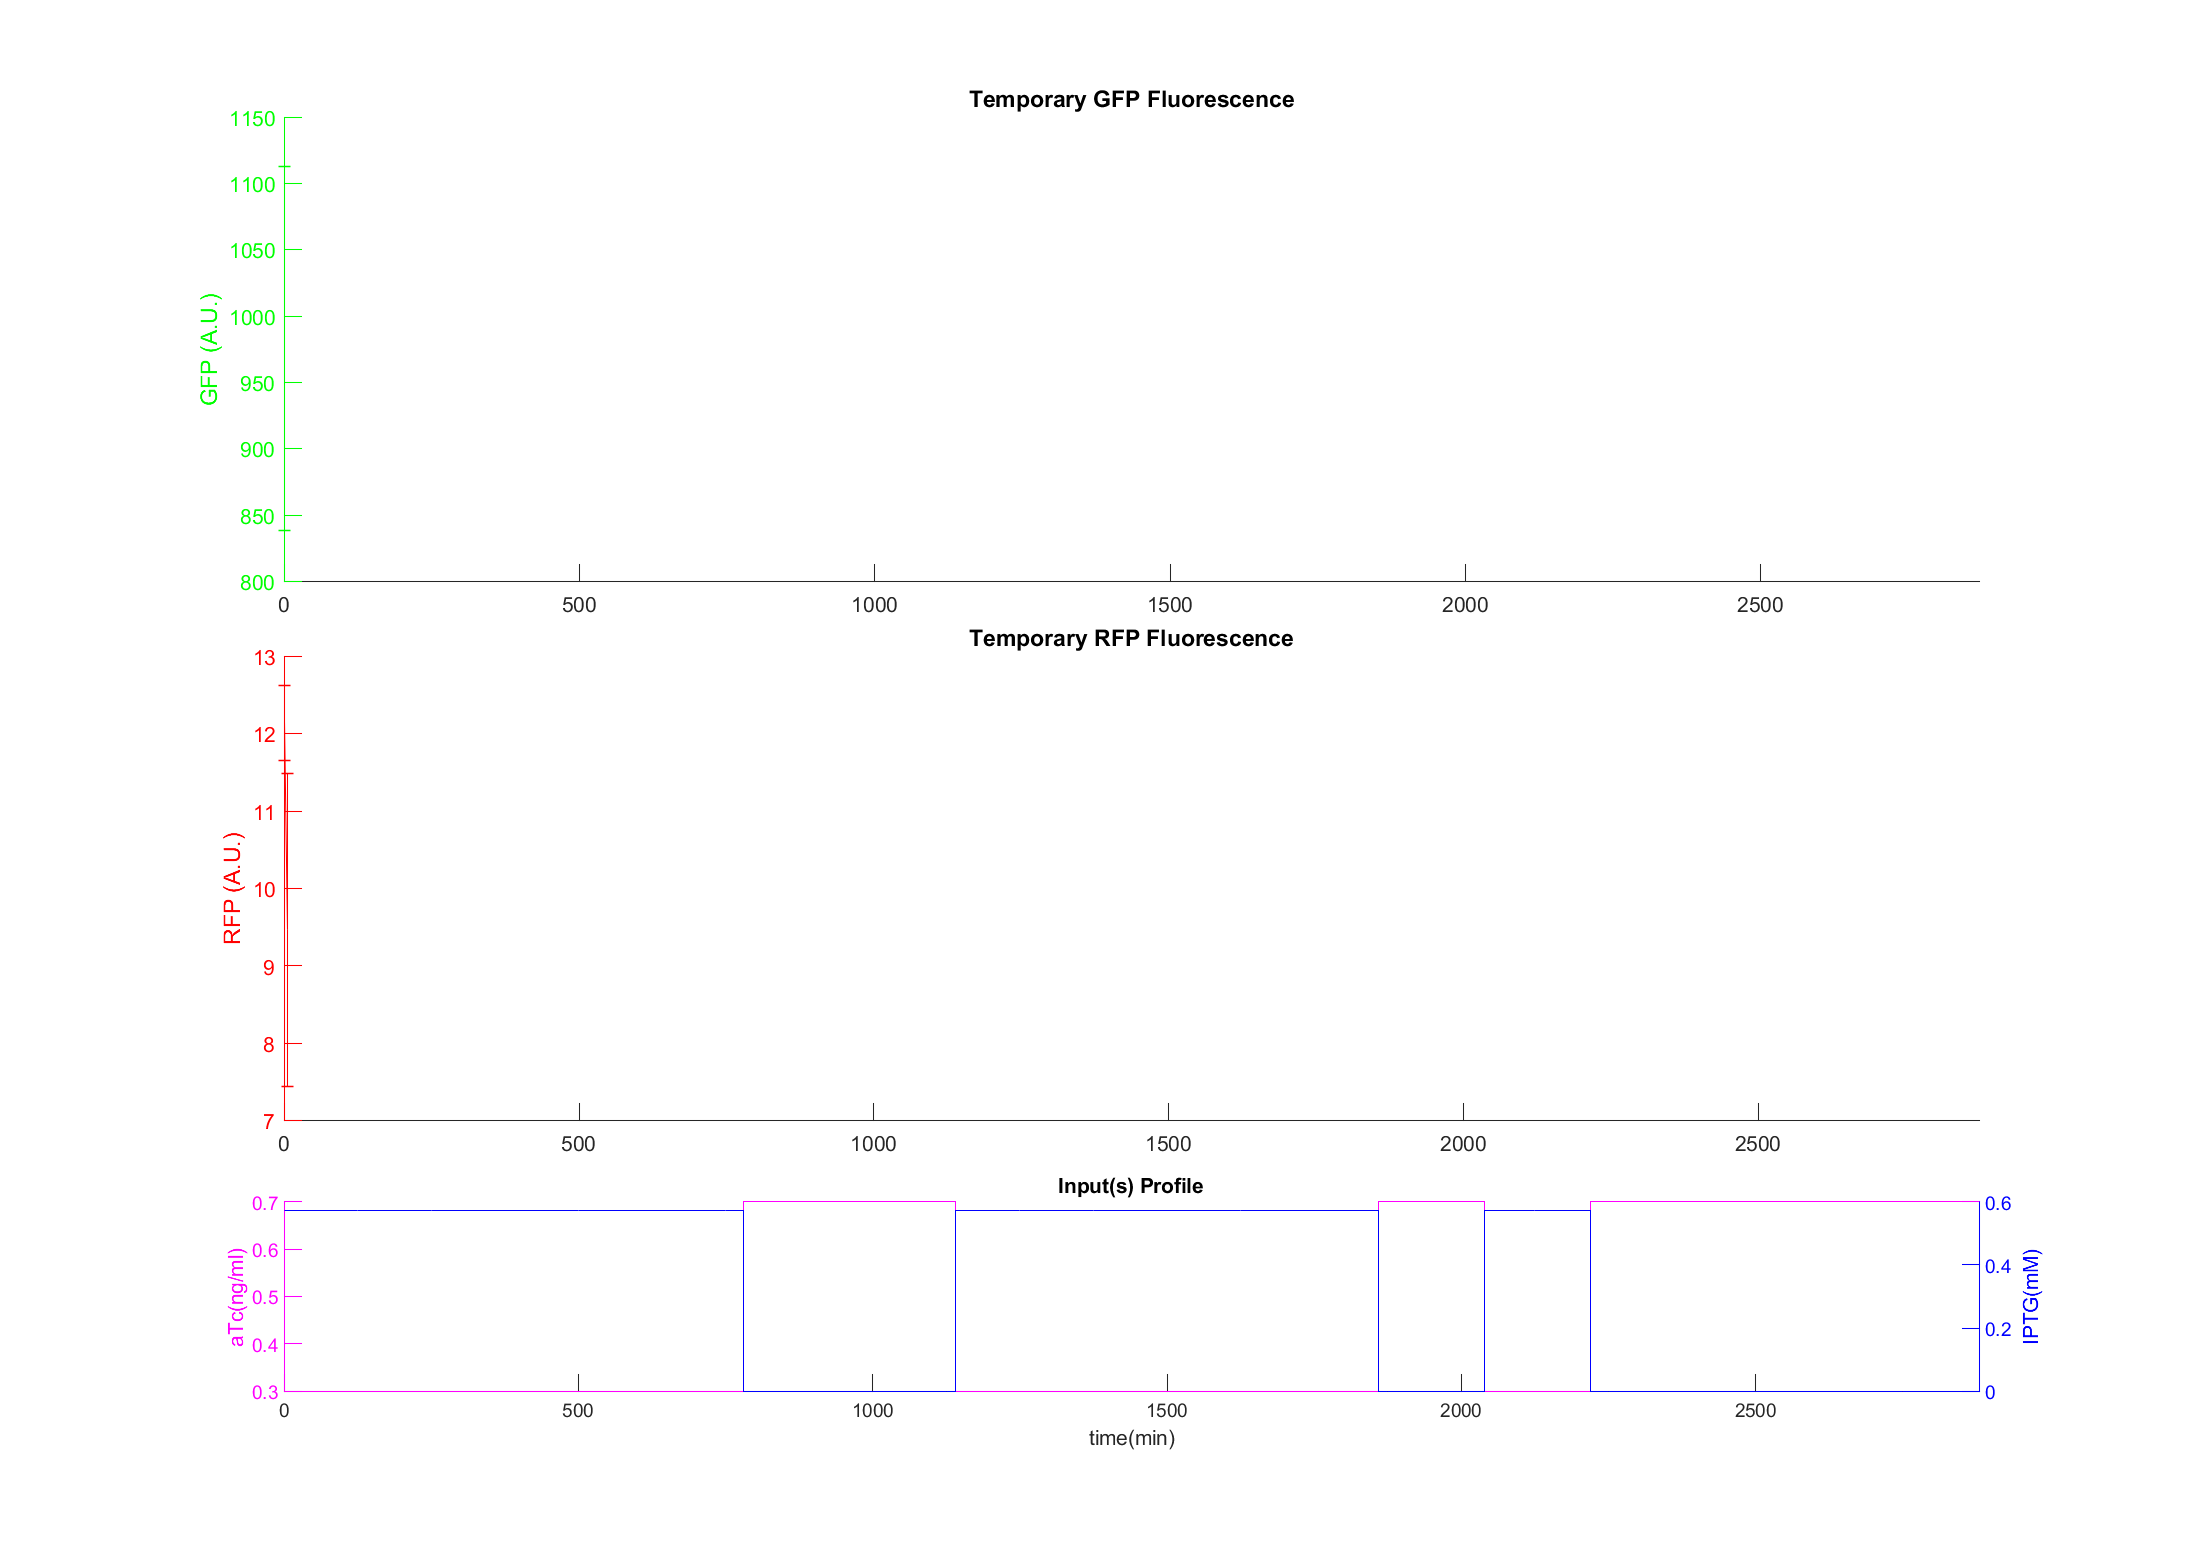 Temporary GFP Fluorescence
1150
1100
1050
1000
950
900
850
800
GFP (A.U.)
0 500 1000 1500 2000 2500
Temporary RFP Fluorescence
13
12
11
10
9
8
7
RFP (A.U.)
0 500 1000 1500 2000 2500
Input(s) Profile
0.7
0.6
0.5
0.4
0.3
aTc(ng/ml)
0.6
0.4
0.2
0
IPTG(mM)
0 500 1000 1500 2000 2500
time(min)